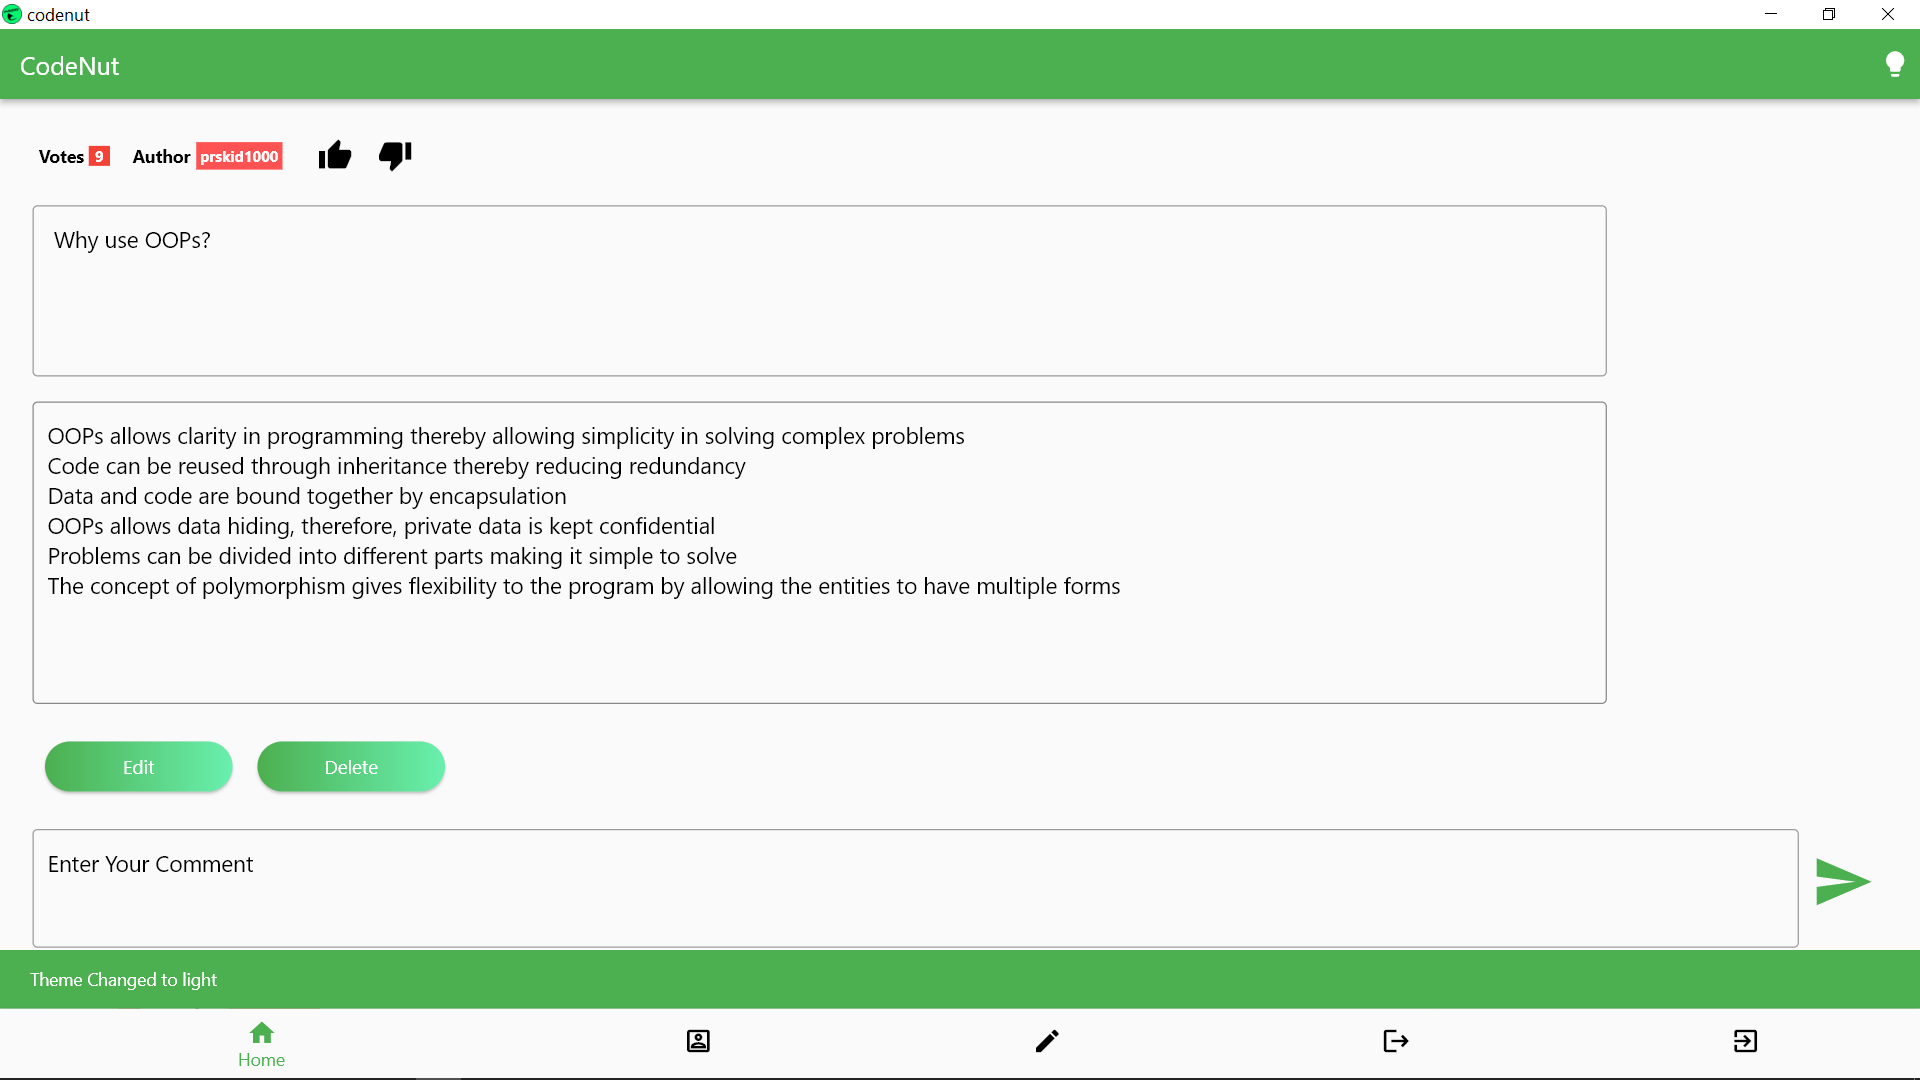 codenut
CodeNut
Votes 9 Author prskid1000
Why use OOPs?
OOPs allows clarity in programming thereby allowing simplicity in solving complex problems
Code can be reused through inheritance thereby reducing redundancy
Data and code are bound together by encapsulation
OOPs allows data hiding, therefore, private data is kept confidential
Problems can be divided into different parts making it simple to solve
The concept of polymorphism gives flexibility to the program by allowing the entities to have multiple forms
Edit Delete
Enter Your Comment
Theme Changed to light
Home